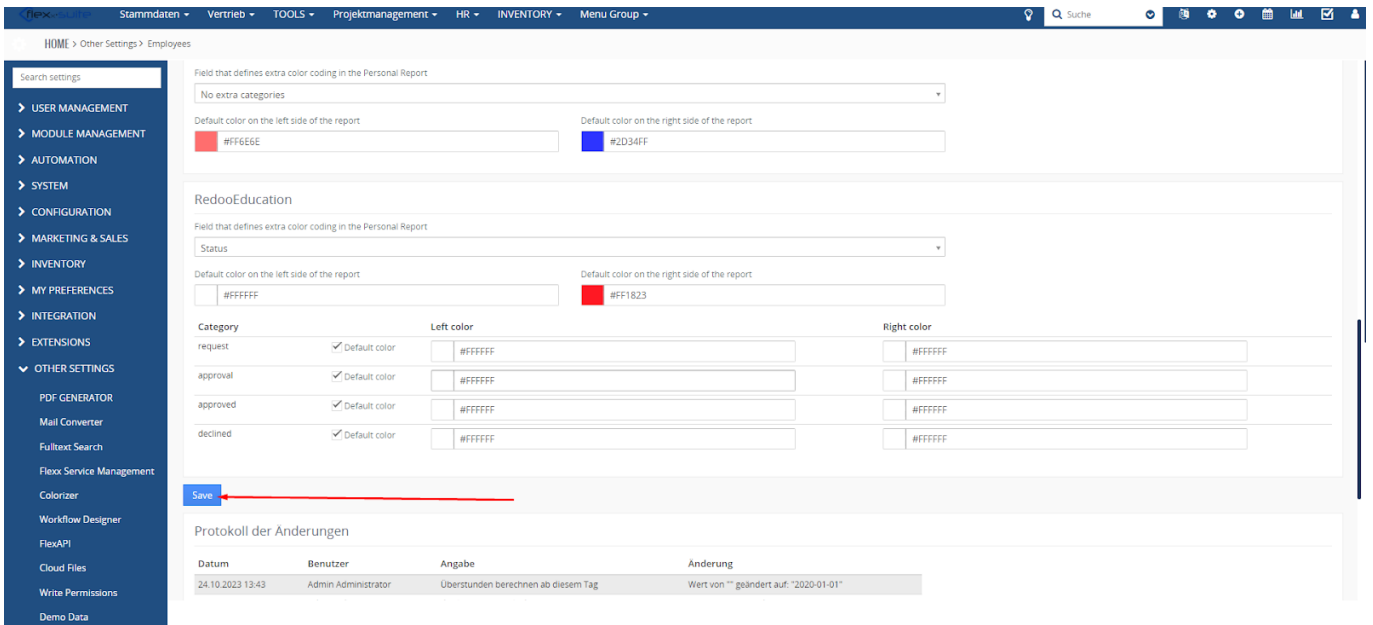 flexxsuite
Stammdaten Vertrieb TOOLS Projektmanagement HR INVENTORY Menu Group Suche
HOME > Other Settings > Employees
Search settings
USER MANAGEMENT
MODULE MANAGEMENT
AUTOMATION
SYSTEM
CONFIGURATION
MARKETING & SALES
INVENTORY
MY PREFERENCES
INTEGRATION
EXTENSIONS
OTHER SETTINGS
PDF GENERATOR
Mail Converter
Fulltext Search
Flexx Service Management
Colorizer
Workflow Designer
FlexAPI
Cloud Files
Write Permissions
Demo Data
Field that defines extra color coding in the Personal Report
No extra categories
Default color on the left side of the report Default color on the right side of the report
#FF6E6E #2D34FF
RedooEducation
Field that defines extra color coding in the Personal Report
Status
Default color on the left side of the report Default color on the right side of the report
#FFFFFF #FF1823
Category Left color Right color
request Default color #FFFFFF #FFFFFF
approval Default color #FFFFFF #FFFFFF
approved Default color #FFFFFF #FFFFFF
declined Default color #FFFFFF #FFFFFF
Save
Protokoll der Änderungen
Datum Benutzer Angabe Änderung
24.10.2023 13:43 Admin Administrator Überstunden berechnen ab diesem Tag Wert von "" geändert auf: "2020-01-01"